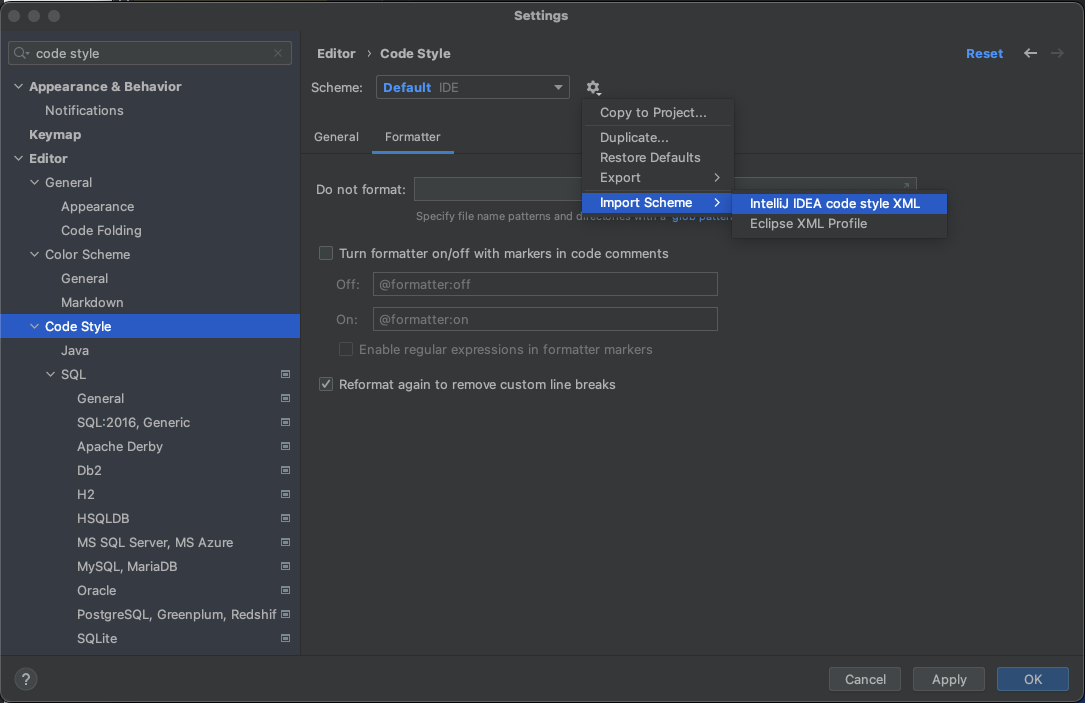 Settings
code style
Appearance & Behavior
Notifications
Keymap
Editor
General
Appearance
Code Folding
Color Scheme
General
Markdown
Code Style
Java
SQL
General
SQL:2016, Generic
Apache Derby
Db2
H2
HSQLDB
MS SQL Server, MS Azure
MySQL, MariaDB
Oracle
PostgreSQL, Greenplum, Redshif
SQLite
Editor › Code Style
Reset
Scheme: Default IDE
Copy to Project...
Duplicate...
Restore Defaults
Export
Import Scheme
IntelliJ IDEA code style XML
Eclipse XML Profile
General Formatter
Do not format:
Specify file name patterns and directories with a glob pattern
Turn formatter on/off with markers in code comments
Off: @formatter:off
On: @formatter:on
Enable regular expressions in formatter markers
Reformat again to remove custom line breaks
?
Cancel Apply OK